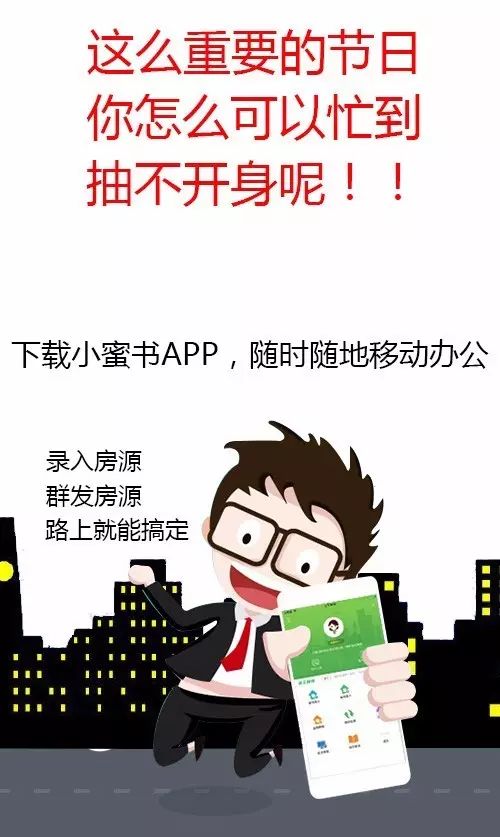 这么重要的节日
你怎么可以忙到
抽不开身呢！！
下载小蜜书APP，随时随地移动办公
录入房源
群发房源
路上就能搞定